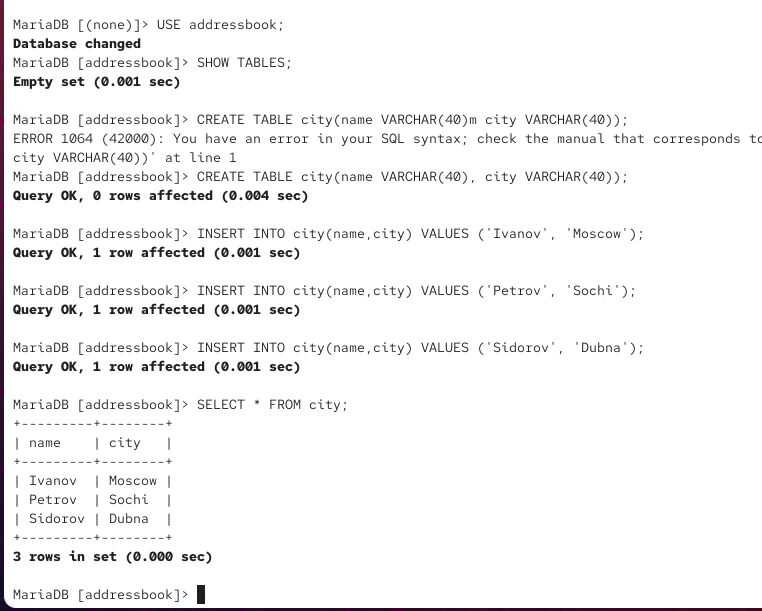 MariaDB [(none)]> USE addressbook;
Database changed
MariaDB [addressbook]> SHOW TABLES;
Empty set (0.001 sec)
MariaDB [addressbook]> CREATE TABLE city(name VARCHAR(40)m city VARCHAR(40));
ERROR 1064 (42000): You have an error in your SQL syntax; check the manual that corresponds to
city VARCHAR(40))' at line 1
MariaDB [addressbook]> CREATE TABLE city(name VARCHAR(40), city VARCHAR(40));
Query OK, 0 rows affected (0.004 sec)
MariaDB [addressbook]> INSERT INTO city(name,city) VALUES ('Ivanov', 'Moscow');
Query OK, 1 row affected (0.001 sec)
MariaDB [addressbook]> INSERT INTO city(name,city) VALUES ('Petrov', 'Sochi');
Query OK, 1 row affected (0.001 sec)
MariaDB [addressbook]> INSERT INTO city(name,city) VALUES ('Sidorov', 'Dubna');
Query OK, 1 row affected (0.001 sec)
MariaDB [addressbook]> SELECT * FROM city;
+---------+--------+
| name    | city   |
+---------+--------+
| Ivanov  | Moscow |
| Petrov  | Sochi  |
| Sidorov | Dubna  |
+---------+--------+
3 rows in set (0.000 sec)
MariaDB [addressbook]>